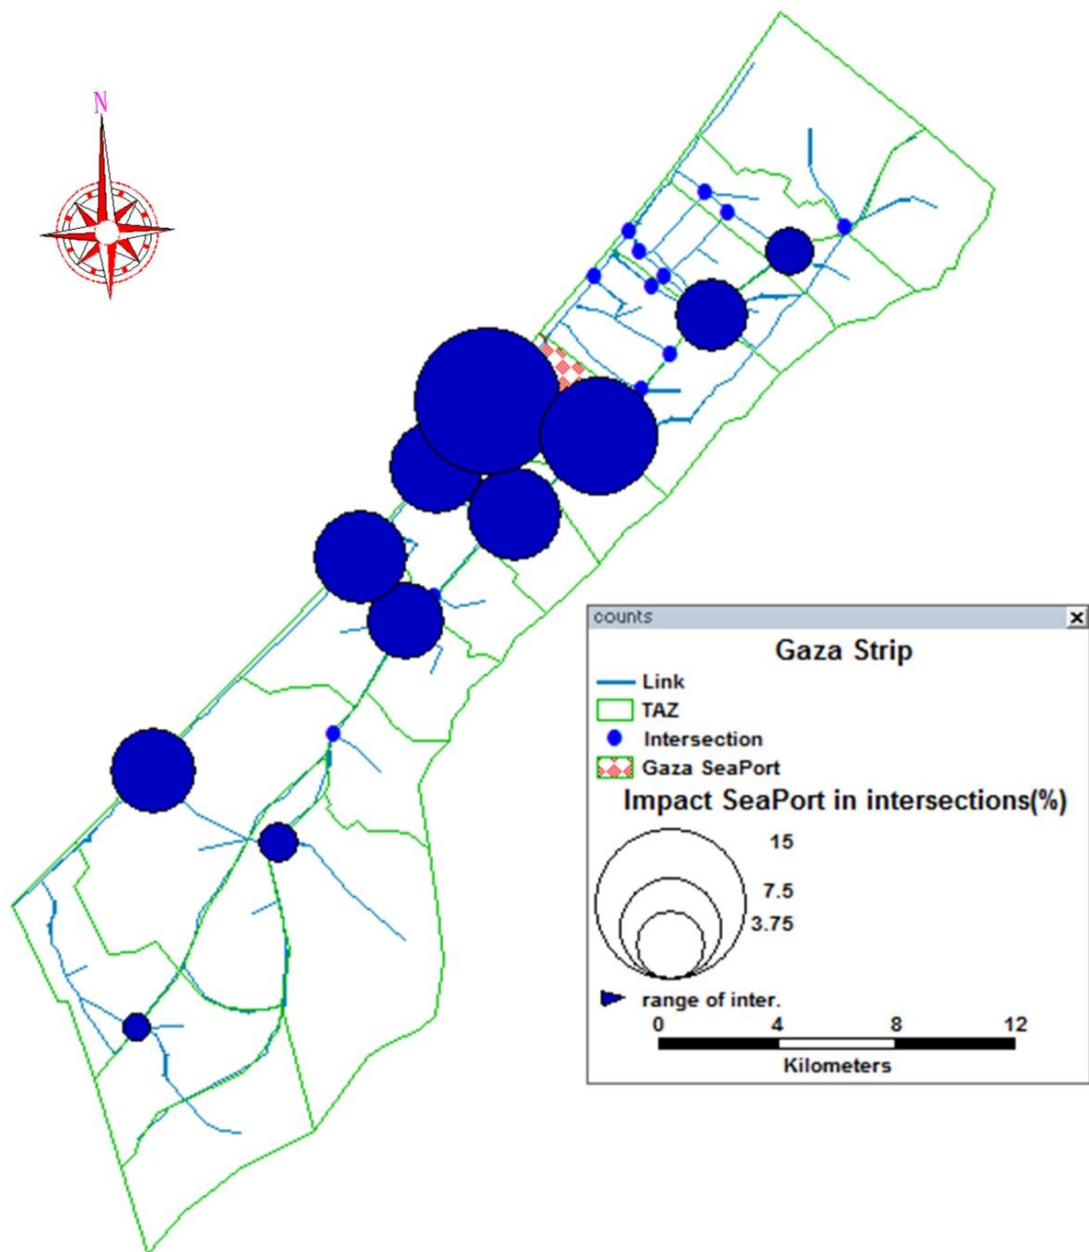 N
counts
Gaza Strip
Link
TAZ
Intersection
Gaza SeaPort
Impact SeaPort in intersections(%)
15
7.5
3.75
range of inter.
0 4 8 12
Kilometers